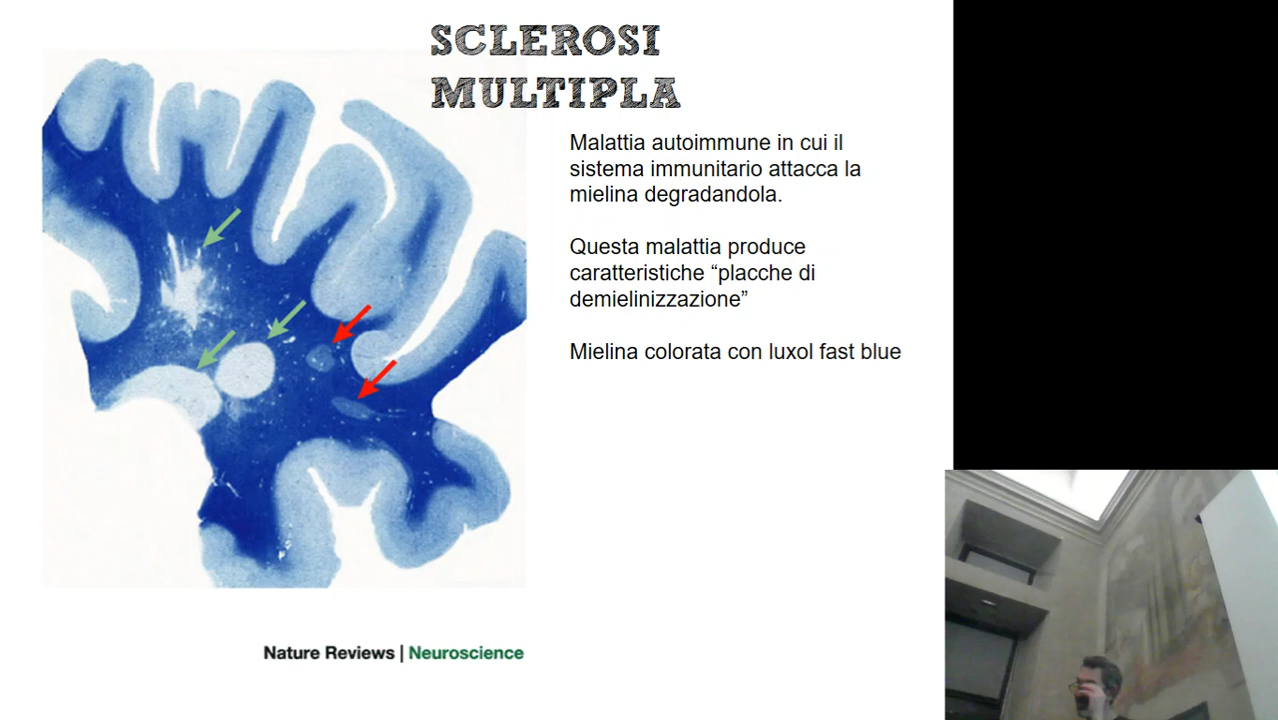 SCLEROSI
MULTIPLA
Malattia autoimmune in cui il
sistema immunitario attacca la
mielina degradandola.
Questa malattia produce
caratteristiche “placche di
demielinizzazione”
Mielina colorata con luxol fast blue
Nature Reviews | Neuroscience